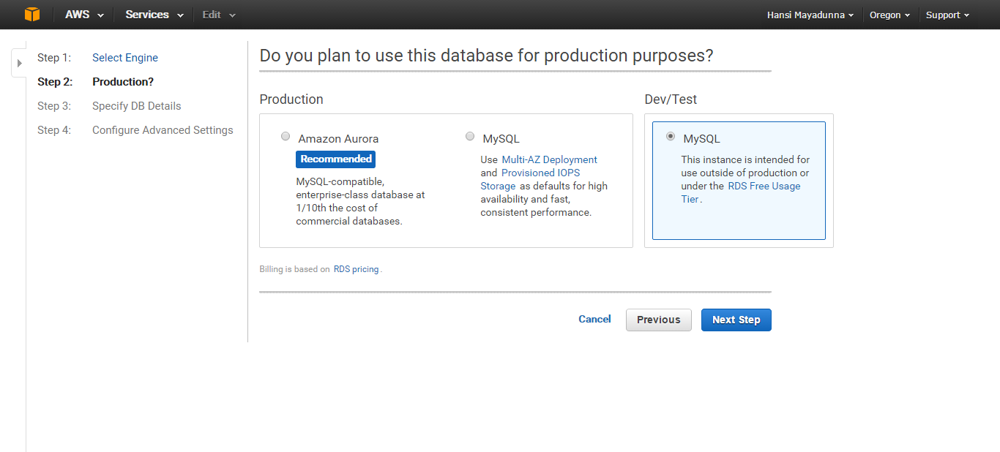 AWS Services Edit Hansi Mayadunna Oregon Support
Step 1: Select Engine
Step 2: Production?
Step 3: Specify DB Details
Step 4: Configure Advanced Settings
Do you plan to use this database for production purposes?
Production
Amazon Aurora
Recommended
MySQL-compatible,
enterprise-class database at
1/10th the cost of
commercial databases.
MySQL
Use Multi-AZ Deployment
and Provisioned IOPS
Storage as defaults for high
availability and fast,
consistent performance.
Dev/Test
MySQL
This instance is intended for
use outside of production or
under the RDS Free Usage
Tier.
Billing is based on RDS pricing.
Cancel Previous Next Step